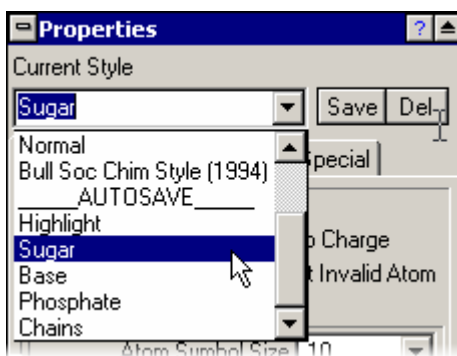 Properties ?
Current Style
Sugar Save Del
Normal
Bull Soc Chim Style (1994)
_____AUTOSAVE_____
Highlight
Sugar
Base
Phosphate
Chains
Charge
Invalid Atom
Atom Symbol Size 10